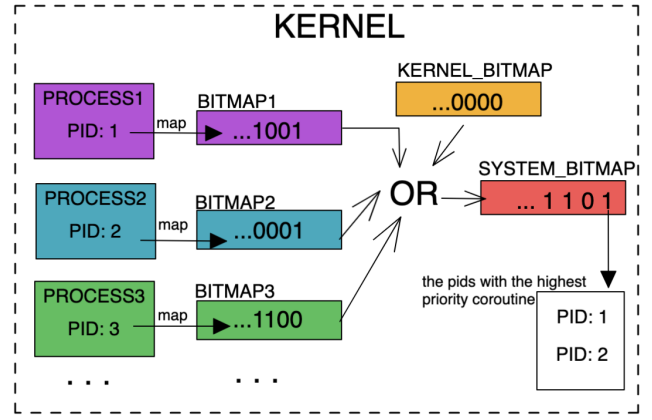 KERNEL
PROCESS1
PID: 1
map
BITMAP1
...1001
KERNEL_BITMAP
...0000
PROCESS2
PID: 2
map
BITMAP2
...0001
OR
SYSTEM_BITMAP
... 1 1 0 1
PROCESS3
PID: 3
map
BITMAP3
...1100
the pids with the highest
priority coroutine
PID: 1
PID: 2
. . .
. . .